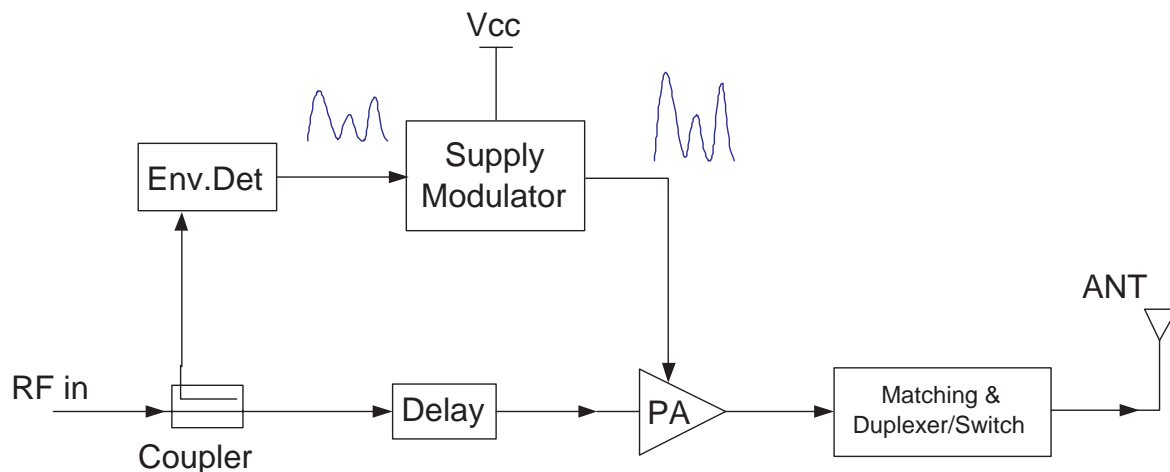 Vcc
Env.Det
Supply
Modulator
ANT
RF in
Coupler
Delay
PA
Matching &
Duplexer/Switch